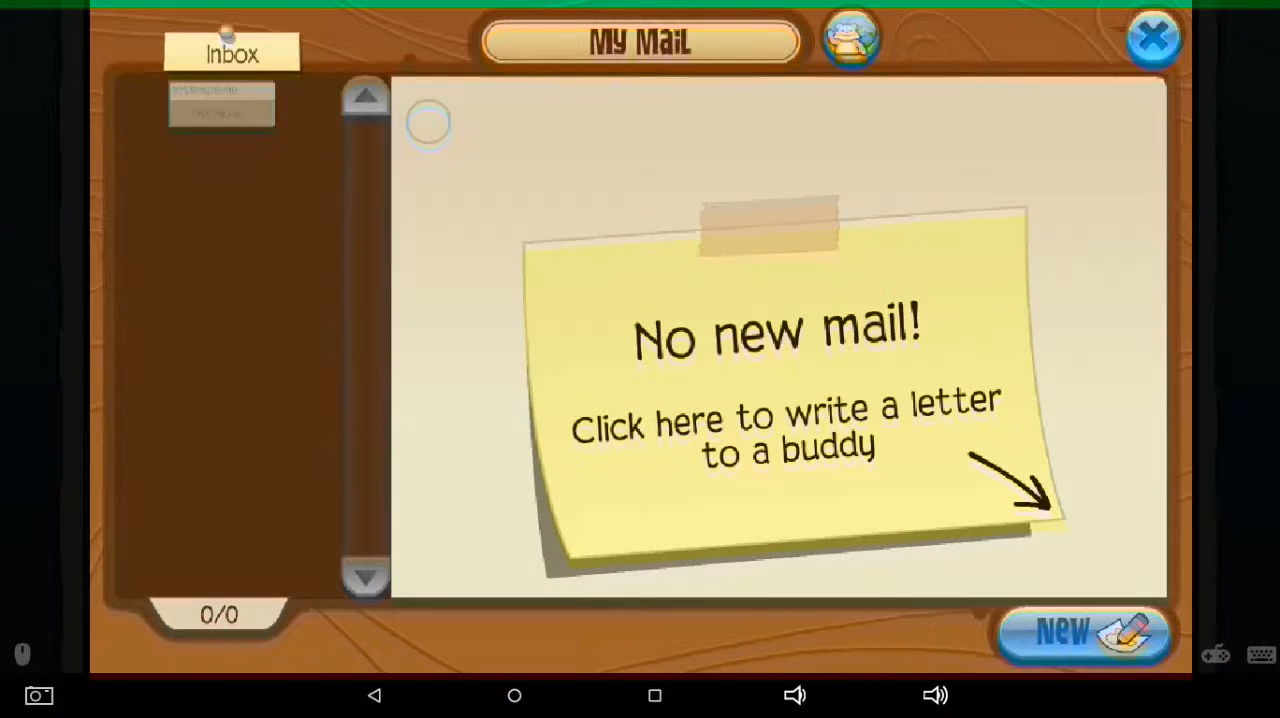 My Mail
Inbox
No new mail!
Click here to write a letter
to a buddy
0/0
New